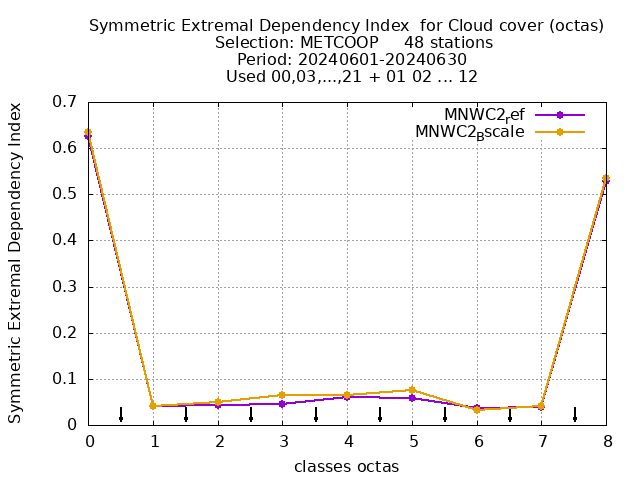 Symmetric Extremal Dependency Index  for Cloud cover (octas)
Selection: METCOOP     48 stations
Period: 20240601-20240630
Used 00,03,...,21 + 01 02 ... 12
MNWC2ref
MNWC2Bscale
Symmetric Extremal Dependency Index
0.7
0.6
0.5
0.4
0.3
0.2
0.1
0
0 1 2 3 4 5 6 7 8
classes octas